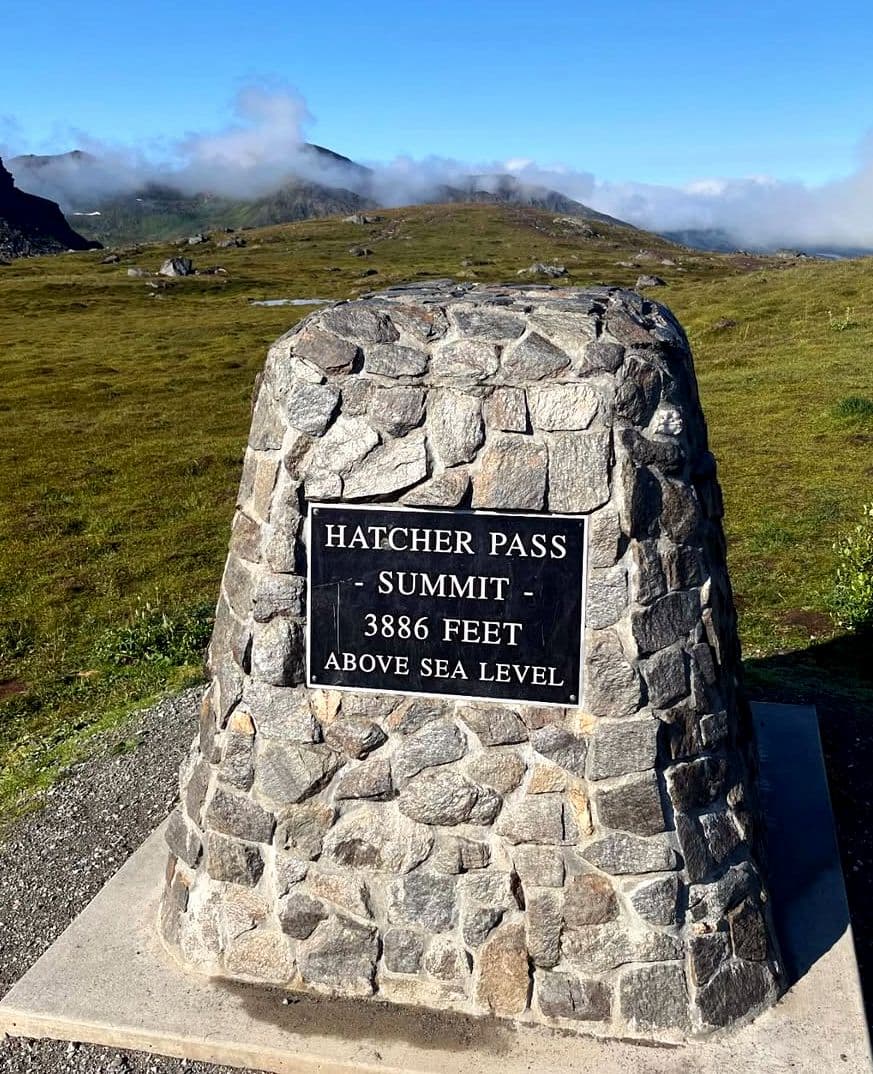 HATCHER PASS
- SUMMIT -
3886 FEET
ABOVE SEA LEVEL